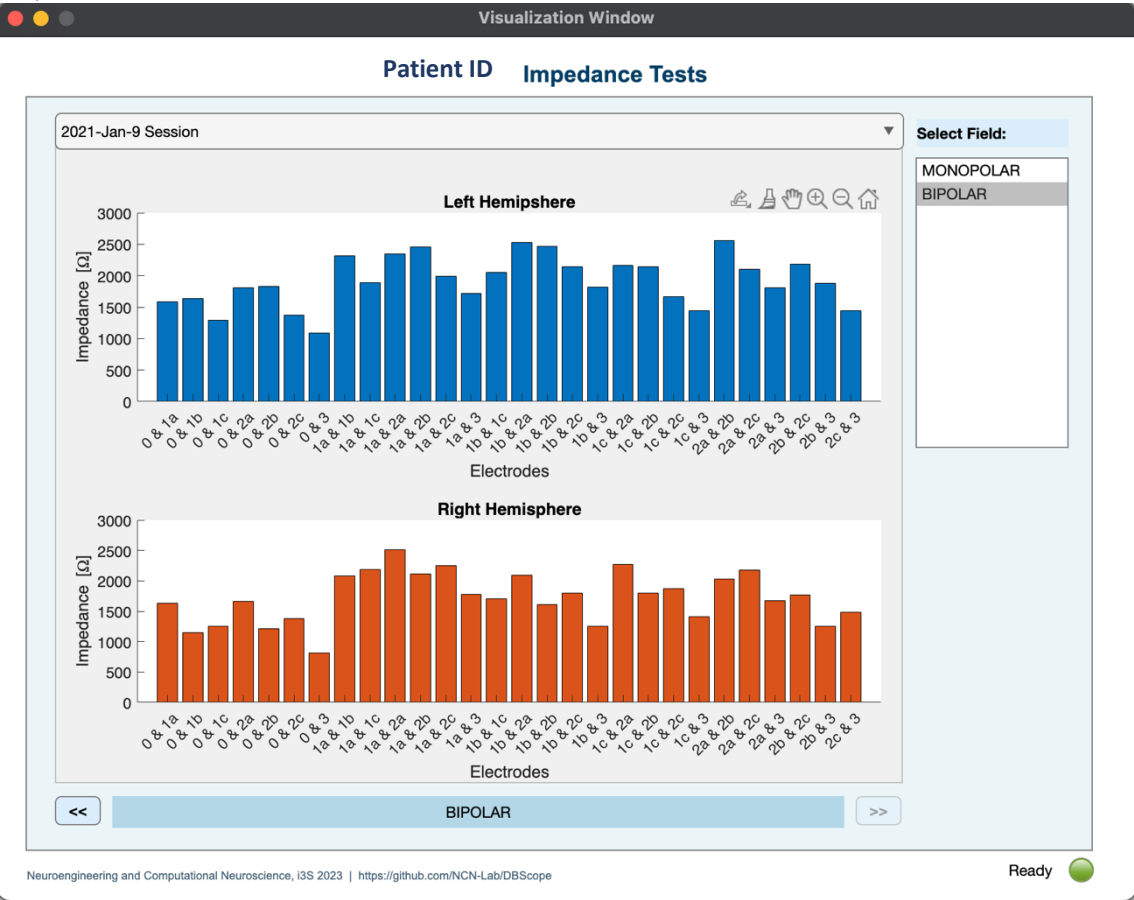 Visualization Window
Patient ID Impedance Tests
2021-Jan-9 Session
Select Field:
MONOPOLAR
BIPOLAR
Left Hemipshere
3000
2500
2000
1500
1000
500
0
Impedance [Ω]
0 & 1a 0 & 1b 0 & 1c 0 & 2a 0 & 2b 0 & 2c 0 & 3 1a & 1b 1a & 1c 1a & 2a 1a & 2b 1a & 2c 1a & 3 1b & 1c 1b & 2a 1b & 2b 1b & 2c 1b & 3 1c & 2a 1c & 2b 1c & 2c 1c & 3 2a & 2b 2a & 2c 2a & 3 2b & 2c 2b & 3 2c & 3
Electrodes
Right Hemisphere
3000
2500
2000
1500
1000
500
0
Impedance [Ω]
0 & 1a 0 & 1b 0 & 1c 0 & 2a 0 & 2b 0 & 2c 0 & 3 1a & 1b 1a & 1c 1a & 2a 1a & 2b 1a & 2c 1a & 3 1b & 1c 1b & 2a 1b & 2b 1b & 2c 1b & 3 1c & 2a 1c & 2b 1c & 2c 1c & 3 2a & 2b 2a & 2c 2a & 3 2b & 2c 2b & 3 2c & 3
Electrodes
<< BIPOLAR >>
Ready
Neuroengineering and Computational Neuroscience, i3S 2023 | https://github.com/NCN-Lab/DBScope